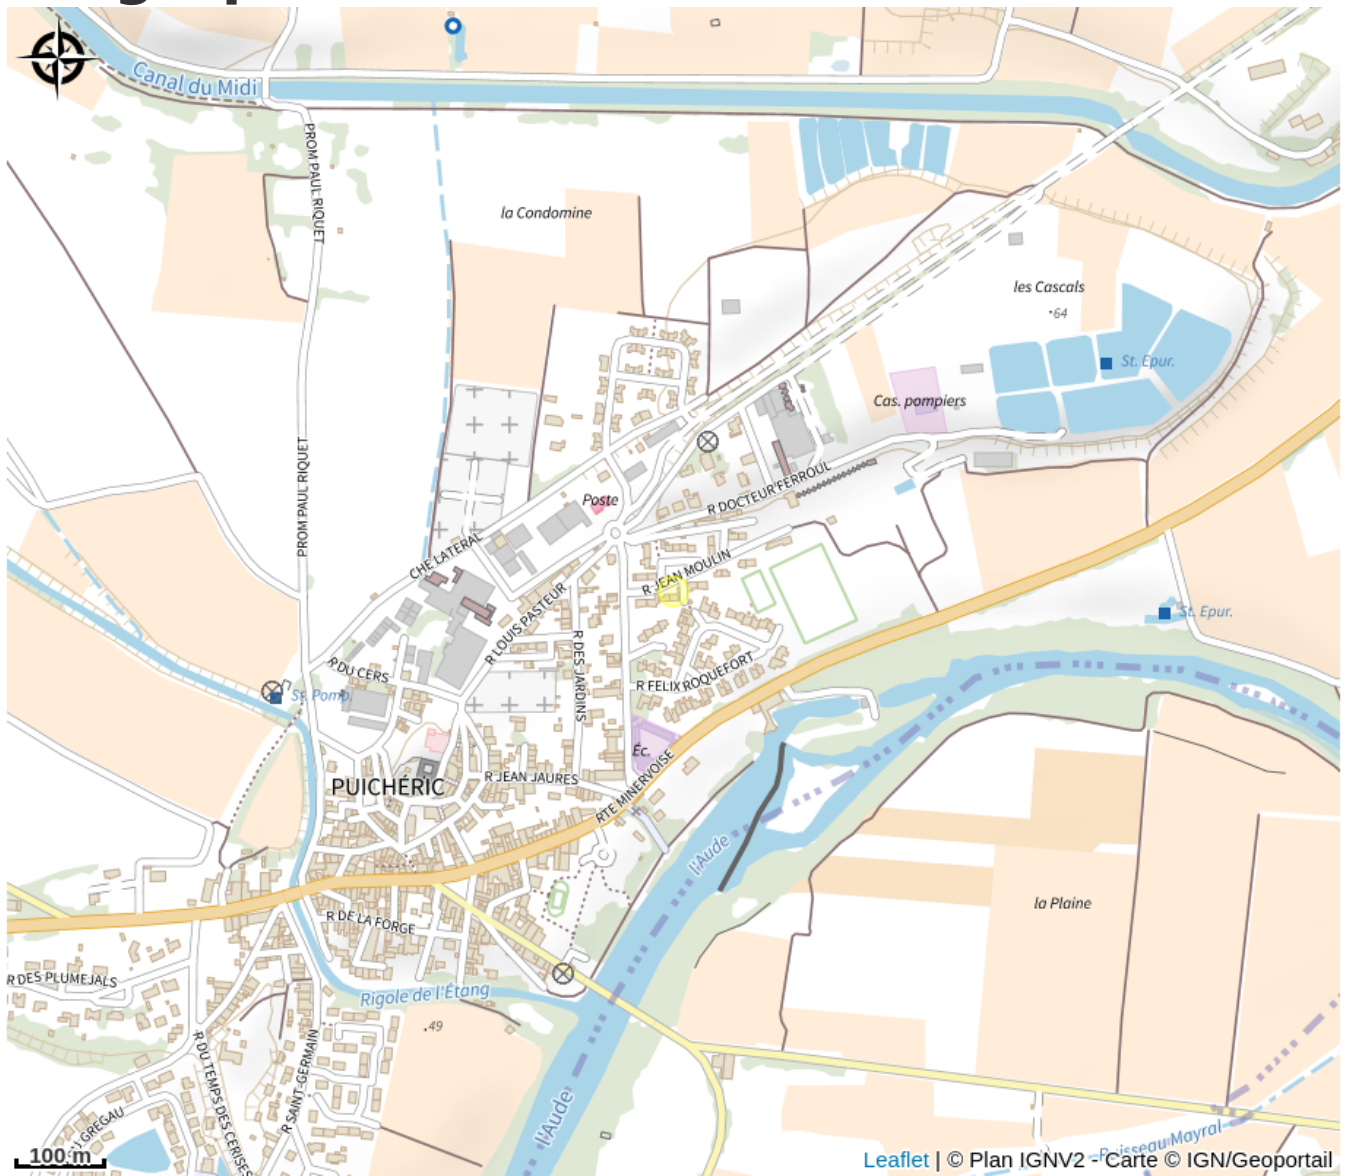 Canal du Midi
PROM PAUL RIQUET
la Condomine
les Cascals
64
St. Epur.
Cas. pompiers
Poste
R DOCTEUR FERROUL
PROM PAUL RIQUET
CHE LATERAL
R JEAN MOULIN
R LOUIS PASTEUR
St. Epur.
R DU CERS
R DES JARDINS
R FELIX ROQUEFORT
St. Pomp.
Éc.
PUICHÉRIC
R JEAN JAURES
RTE MINERVOISE
l'Aude
la Plaine
R DE LA FORGE
R DES PLUMEJALS
Rigole de l'Étang
49
R DU TEMPS DES CERISES
R SAINT-GERMAIN
l'Aude
GREGAU
Ruisseau Mayral
100 m
Leaflet | © Plan IGNV2 - Carte © IGN/Geoportail